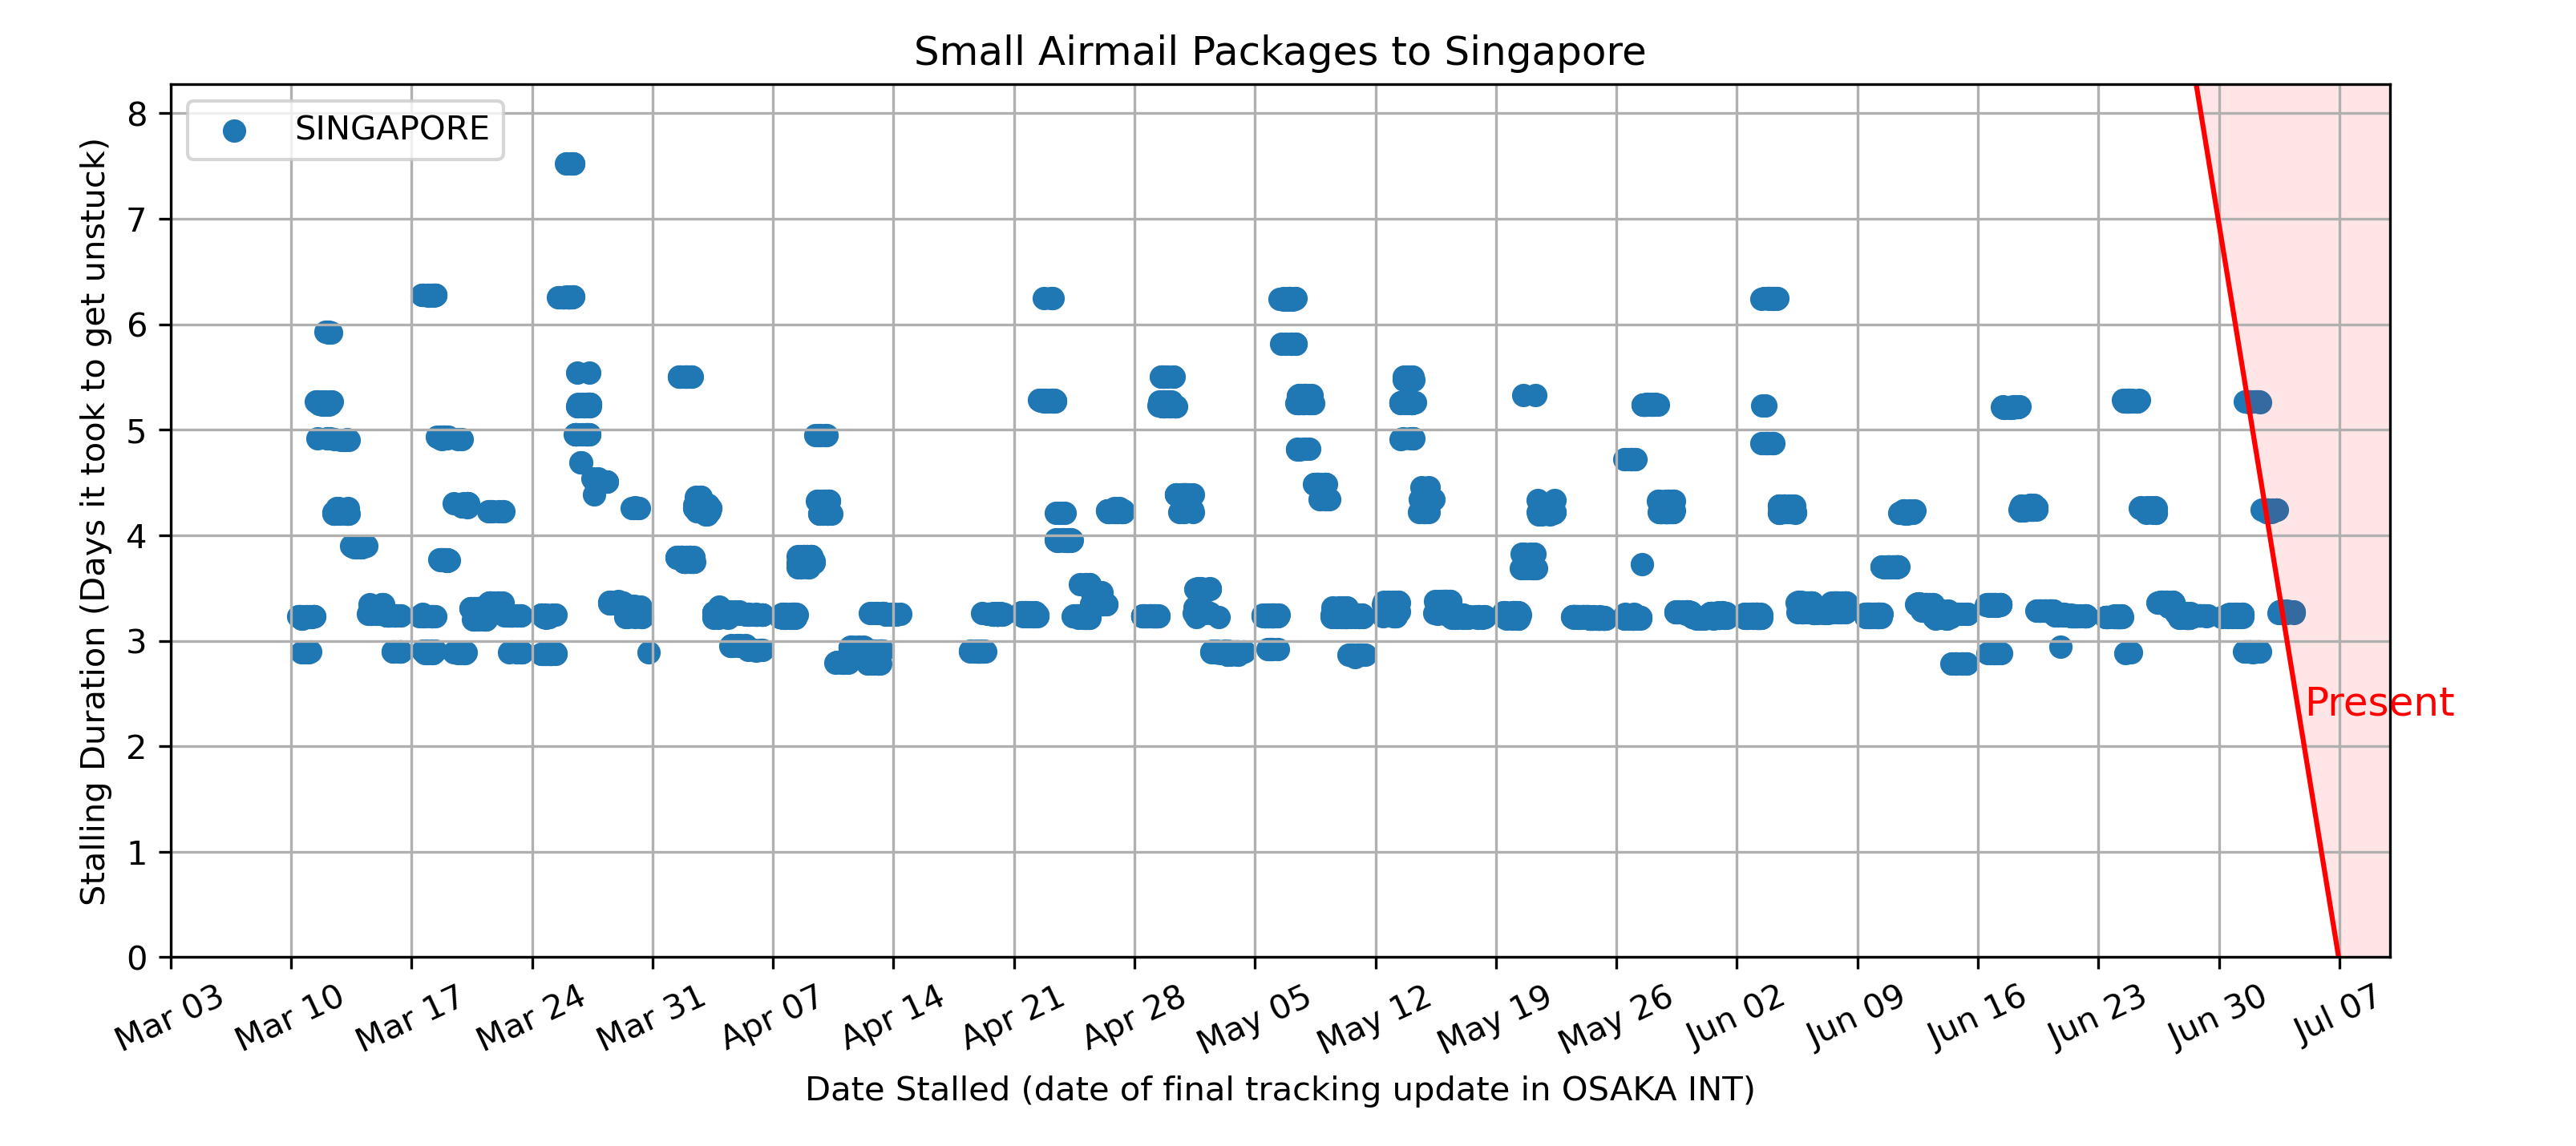 Small Airmail Packages to Singapore
SINGAPORE
Stalling Duration (Days it took to get unstuck)
8
7
6
5
4
3
2
1
0
Present
Mar 03
Mar 10
Mar 17
Mar 24
Mar 31
Apr 07
Apr 14
Apr 21
Apr 28
May 05
May 12
May 19
May 26
Jun 02
Jun 09
Jun 16
Jun 23
Jun 30
Jul 07
Date Stalled (date of final tracking update in OSAKA INT)